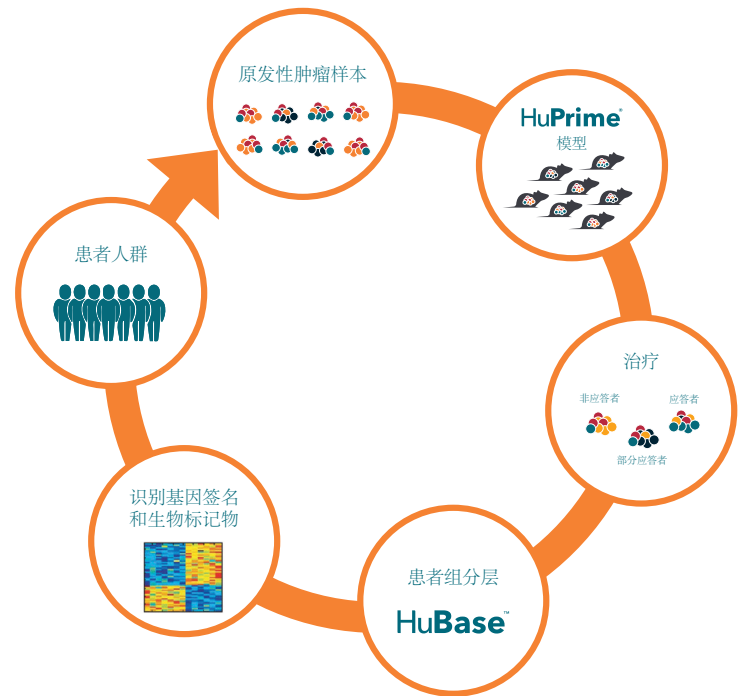 原发性肿瘤样本
HuPrime®
模型
治疗
非应答者
应答者
部分应答者
患者组分层
HuBase™
识别基因签名
和生物标记物
患者人群